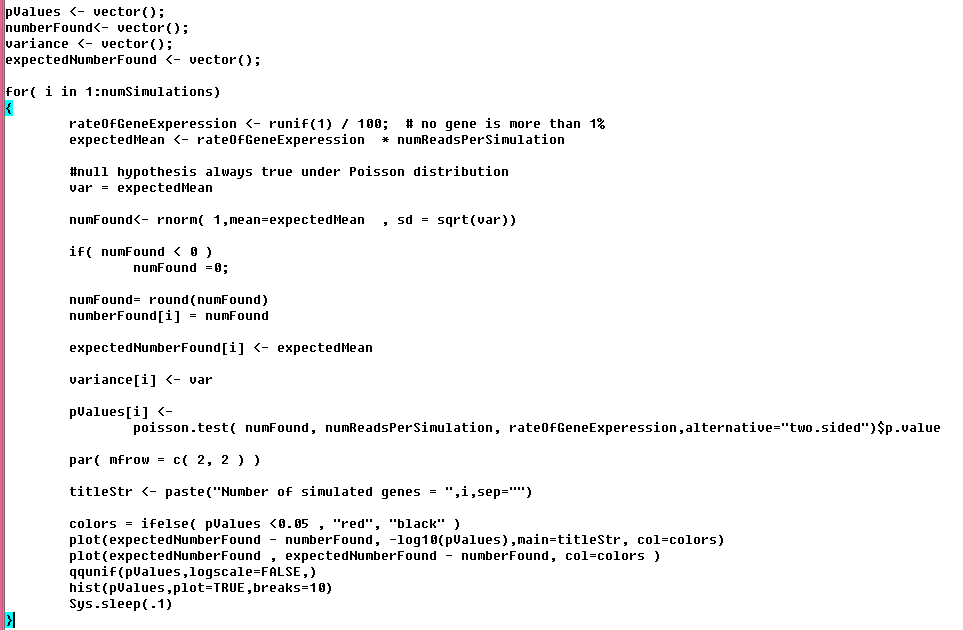 pValues <- vector();
numberFound<- vector();
variance <- vector();
expectedNumberFound <- vector();
for( i in 1:numSimulations)
{
rateOfGeneExperession <- runif(1) / 100;  # no gene is more than 1%
expectedMean <- rateOfGeneExperession  * numReadsPerSimulation
#null hypothesis always true under Poisson distribution
var = expectedMean
numFound<- rnorm( 1,mean=expectedMean  , sd = sqrt(var))
if( numFound < 0 )
numFound =0;
numFound= round(numFound)
numberFound[i] = numFound
expectedNumberFound[i] <- expectedMean
variance[i] <- var
pValues[i] <-
poisson.test( numFound, numReadsPerSimulation, rateOfGeneExperession,alternative="two.sided")$p.value
par( mfrow = c( 2, 2 ) )
titleStr <- paste("Number of simulated genes = ",i,sep="")
colors = ifelse( pValues <0.05 , "red", "black" )
plot(expectedNumberFound - numberFound, -log10(pValues),main=titleStr, col=colors)
plot(expectedNumberFound , expectedNumberFound - numberFound, col=colors )
qqunif(pValues,logscale=FALSE,)
hist(pValues,plot=TRUE,breaks=10)
Sys.sleep(.1)
}